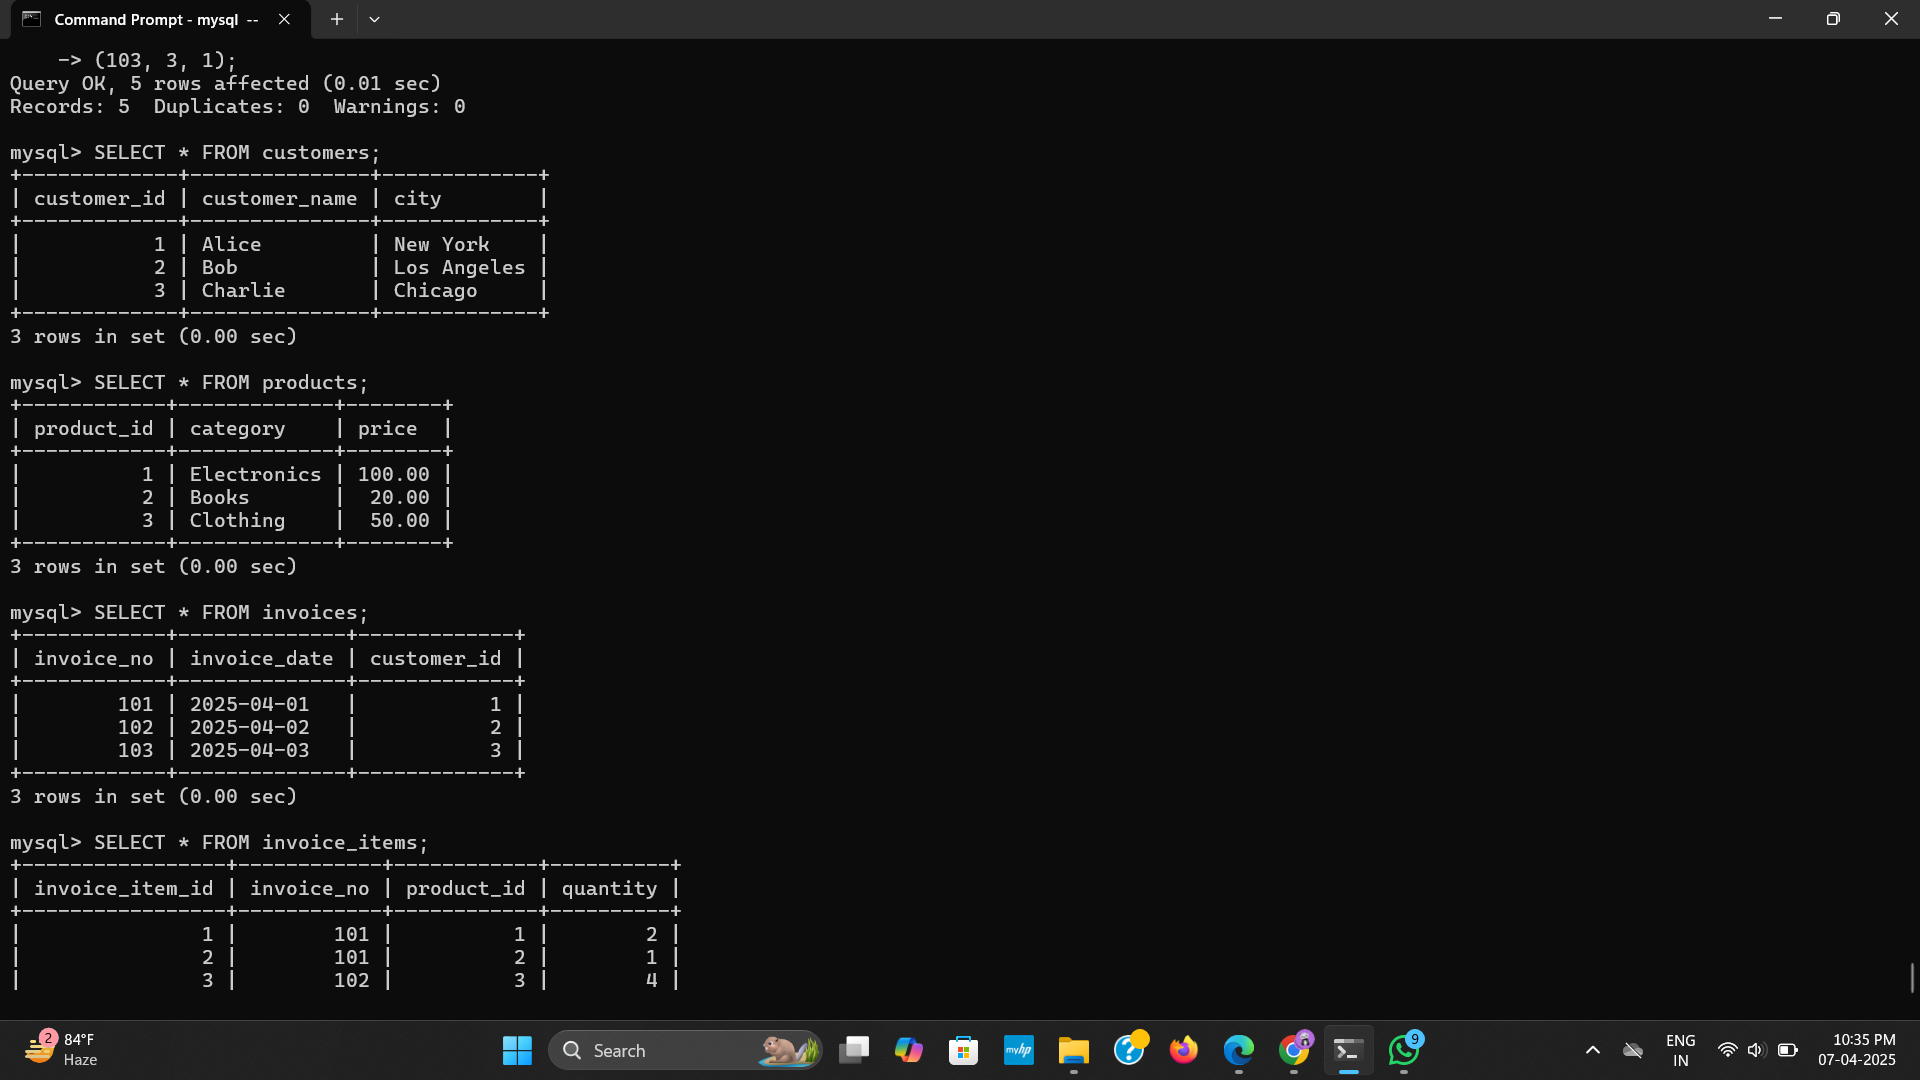 Command Prompt - mysql --
-> (103, 3, 1);
Query OK, 5 rows affected (0.01 sec)
Records: 5  Duplicates: 0  Warnings: 0
mysql> SELECT * FROM customers;
+-------------+---------------+-------------+
| customer_id | customer_name | city        |
+-------------+---------------+-------------+
|           1 | Alice         | New York    |
|           2 | Bob           | Los Angeles |
|           3 | Charlie       | Chicago     |
+-------------+---------------+-------------+
3 rows in set (0.00 sec)
mysql> SELECT * FROM products;
+------------+-------------+--------+
| product_id | category    | price  |
+------------+-------------+--------+
|          1 | Electronics | 100.00 |
|          2 | Books       |  20.00 |
|          3 | Clothing    |  50.00 |
+------------+-------------+--------+
3 rows in set (0.00 sec)
mysql> SELECT * FROM invoices;
+------------+--------------+-------------+
| invoice_no | invoice_date | customer_id |
+------------+--------------+-------------+
|        101 | 2025-04-01   |           1 |
|        102 | 2025-04-02   |           2 |
|        103 | 2025-04-03   |           3 |
+------------+--------------+-------------+
3 rows in set (0.00 sec)
mysql> SELECT * FROM invoice_items;
+-----------------+------------+------------+----------+
| invoice_item_id | invoice_no | product_id | quantity |
+-----------------+------------+------------+----------+
|               1 |        101 |          1 |        2 |
|               2 |        101 |          2 |        1 |
|               3 |        102 |          3 |        4 |
2
84°F
Haze
Search
myhp
?
9
ENG
IN
10:35 PM
07-04-2025